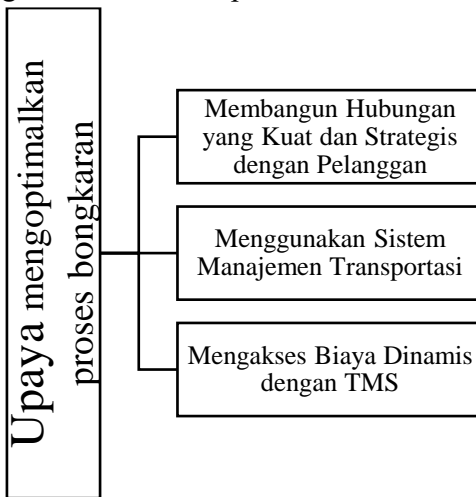 Upaya mengoptimalkan
proses bongkaran
Membangun Hubungan
yang Kuat dan Strategis
dengan Pelanggan
Menggunakan Sistem
Manajemen Transportasi
Mengakses Biaya Dinamis
dengan TMS